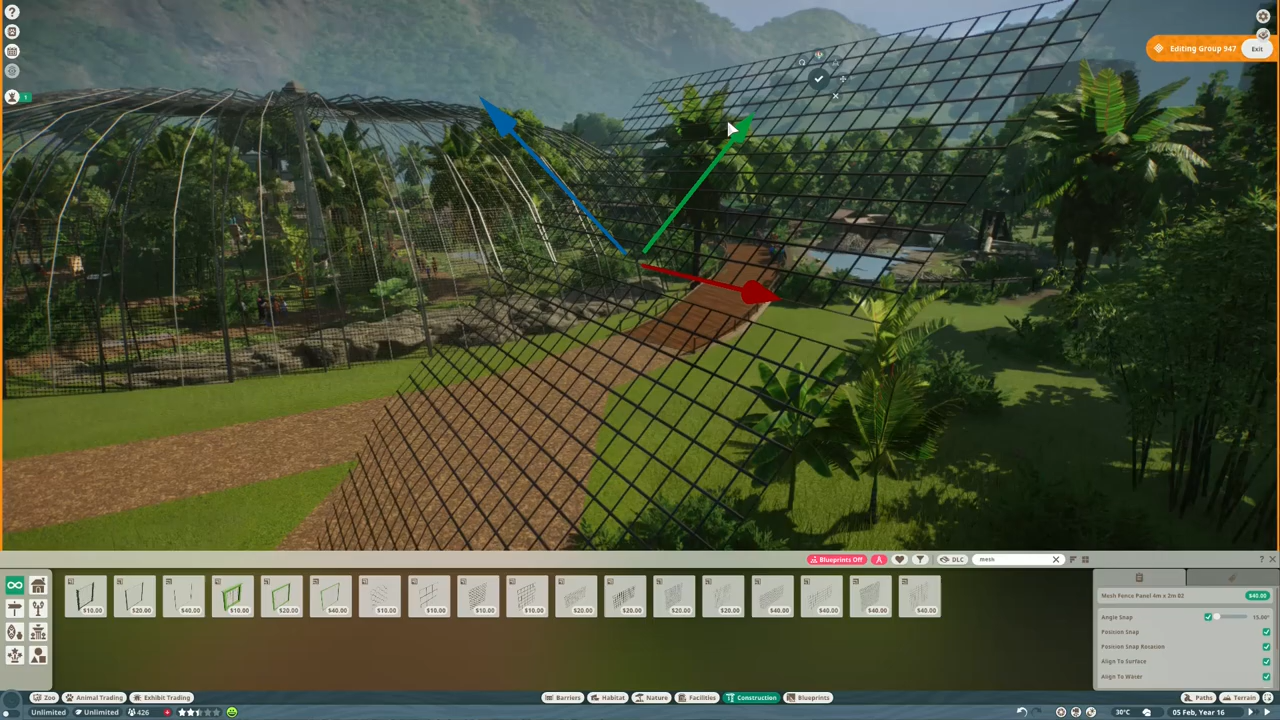 Editing Group 947
Exit
1
Blueprints Off
DLC
mesk
$10.00 $20.00 $40.00 $10.00 $20.00 $40.00 $10.00 $10.00 $10.00 $10.00 $20.00 $20.00 $20.00 $20.00 $40.00 $40.00 $40.00 $40.00
Mesh Fence Panel 4m x 2m 02 $40.00
Angle Snap 15.00°
Position Snap
Position Snap Rotation
Align To Surface
Align To Water
Zoo Animal Trading Exhibit Trading Barriers Habitat Nature Facilities Construction Blueprints Paths Terrain
Unlimited Unlimited 426 30°C 05 Feb, Year 16